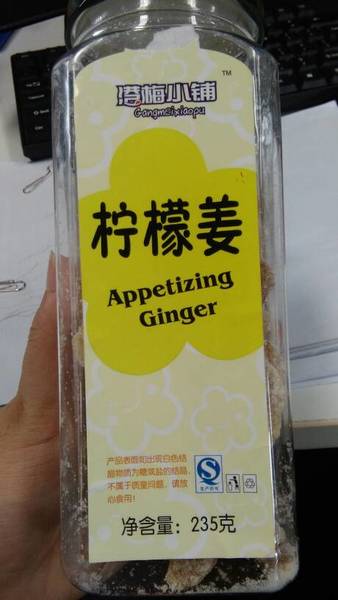 港梅小铺 TM
Gangmeixiaopu
柠檬姜
Appetizing
Ginger
产品表面如出现白色结
晶物质为糖或盐的结晶,
不属于质量问题,请放
心食用!
净含量:235克